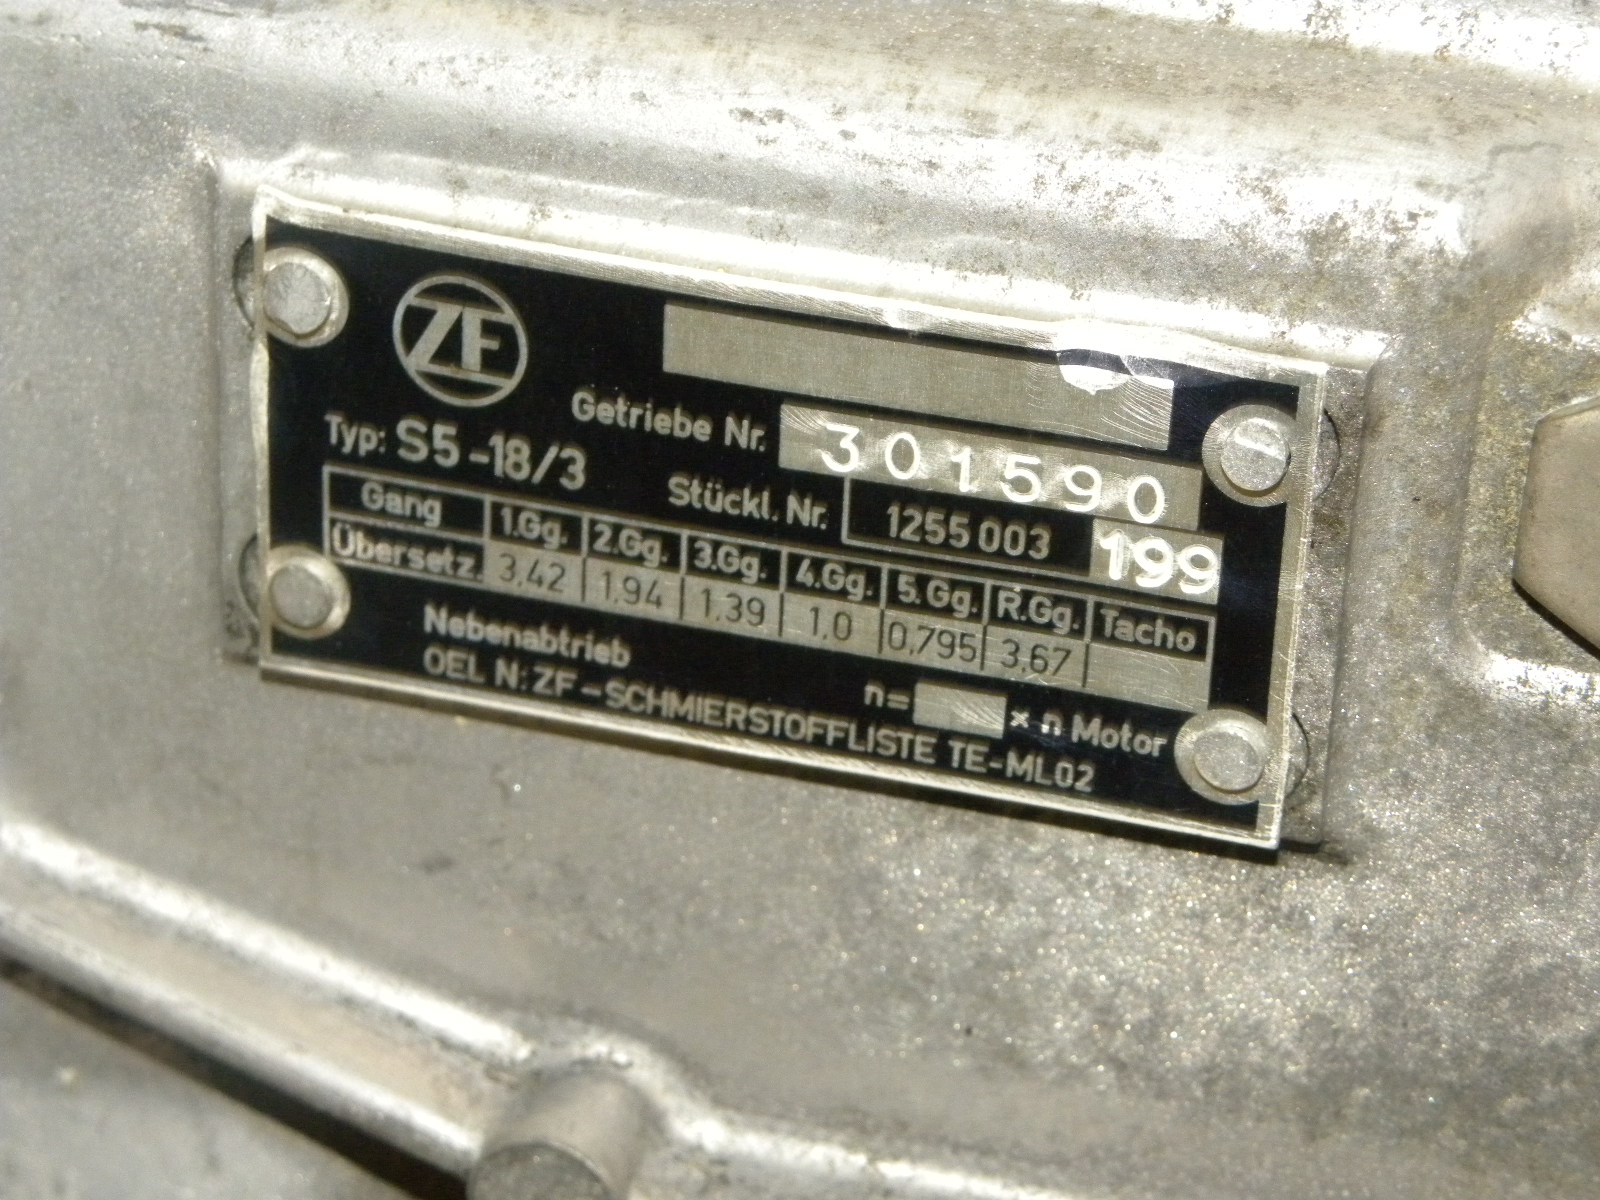 ZF
Getriebe Nr. 301590
Typ: S5-18/3
Stückl. Nr. 1255 003 199
Gang 1.Gg. 2.Gg. 3.Gg. 4.Gg. 5.Gg. R.Gg. Tacho
Übersetz. 3,42 1,94 1,39 1,0 0,795 3,67
Nebenabtrieb n= x n Motor
OEL N: ZF-SCHMIERSTOFFLISTE TE-ML02